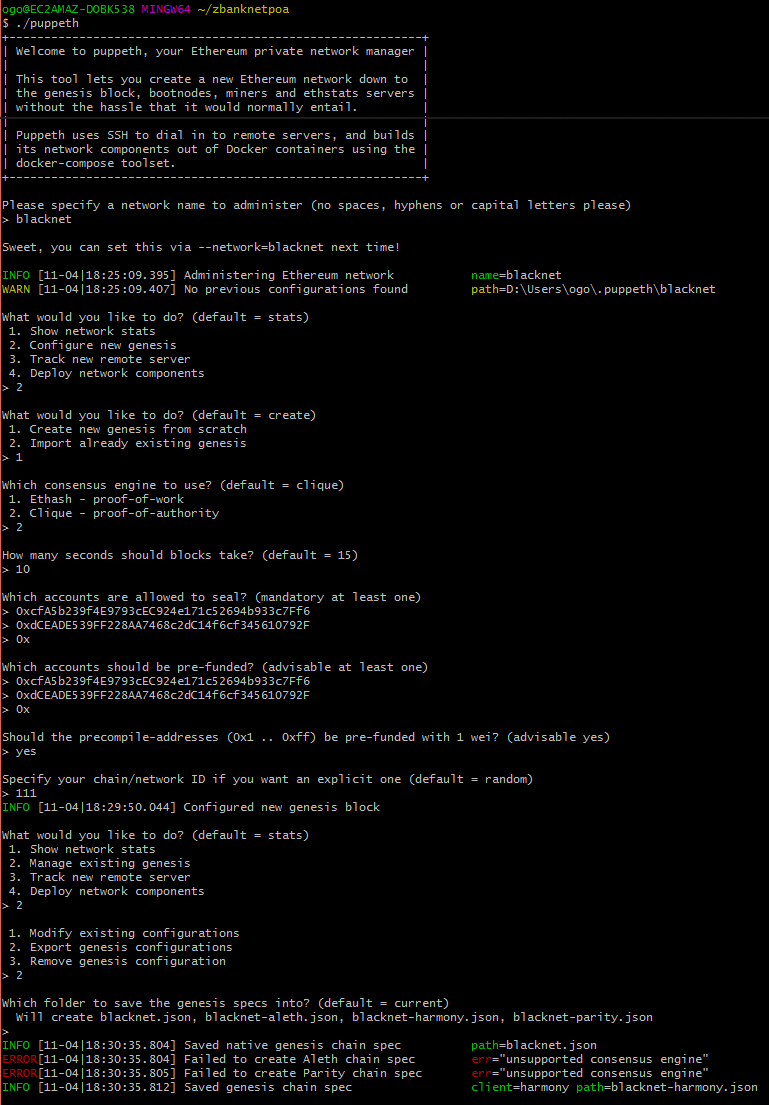 ogo@EC2AMAZ-DOBK538 MINGW64 ~/zbanknetpoa
$ ./puppeth
+-----------------------------------------------------------+
| Welcome to puppeth, your Ethereum private network manager |
|                                                           |
| This tool lets you create a new Ethereum network down to  |
| the genesis block, bootnodes, miners and ethstats servers |
| without the hassle that it would normally entail.         |
|                                                           |
| Puppeth uses SSH to dial in to remote servers, and builds |
| its network components out of Docker containers using the |
| docker-compose toolset.                                   |
+-----------------------------------------------------------+
Please specify a network name to administer (no spaces, hyphens or capital letters please)
> blacknet
Sweet, you can set this via --network=blacknet next time!
INFO [11-04|18:25:09.395] Administering Ethereum network           name=blacknet
WARN [11-04|18:25:09.407] No previous configurations found         path=D:\Users\ogo\.puppeth\blacknet
What would you like to do? (default = stats)
 1. Show network stats
 2. Configure new genesis
 3. Track new remote server
 4. Deploy network components
> 2
What would you like to do? (default = create)
 1. Create new genesis from scratch
 2. Import already existing genesis
> 1
Which consensus engine to use? (default = clique)
 1. Ethash - proof-of-work
 2. Clique - proof-of-authority
> 2
How many seconds should blocks take? (default = 15)
> 10
Which accounts are allowed to seal? (mandatory at least one)
> 0xcfA5b239f4E9793cEC924e171c52694b933c7Ff6
> 0xdCEADE539FF228AA7468c2dC14f6cf345610792F
> 0x
Which accounts should be pre-funded? (advisable at least one)
> 0xcfA5b239f4E9793cEC924e171c52694b933c7Ff6
> 0xdCEADE539FF228AA7468c2dC14f6cf345610792F
> 0x
Should the precompile-addresses (0x1 .. 0xff) be pre-funded with 1 wei? (advisable yes)
> yes
Specify your chain/network ID if you want an explicit one (default = random)
> 111
INFO [11-04|18:29:50.044] Configured new genesis block
What would you like to do? (default = stats)
 1. Show network stats
 2. Manage existing genesis
 3. Track new remote server
 4. Deploy network components
> 2
 1. Modify existing configurations
 2. Export genesis configurations
 3. Remove genesis configuration
> 2
Which folder to save the genesis specs into? (default = current)
  Will create blacknet.json, blacknet-aleth.json, blacknet-harmony.json, blacknet-parity.json
>
INFO [11-04|18:30:35.804] Saved native genesis chain spec          path=blacknet.json
ERROR[11-04|18:30:35.804] Failed to create Aleth chain spec        err="unsupported consensus engine"
ERROR[11-04|18:30:35.805] Failed to create Parity chain spec       err="unsupported consensus engine"
INFO [11-04|18:30:35.812] Saved genesis chain spec                 client=harmony path=blacknet-harmony.json